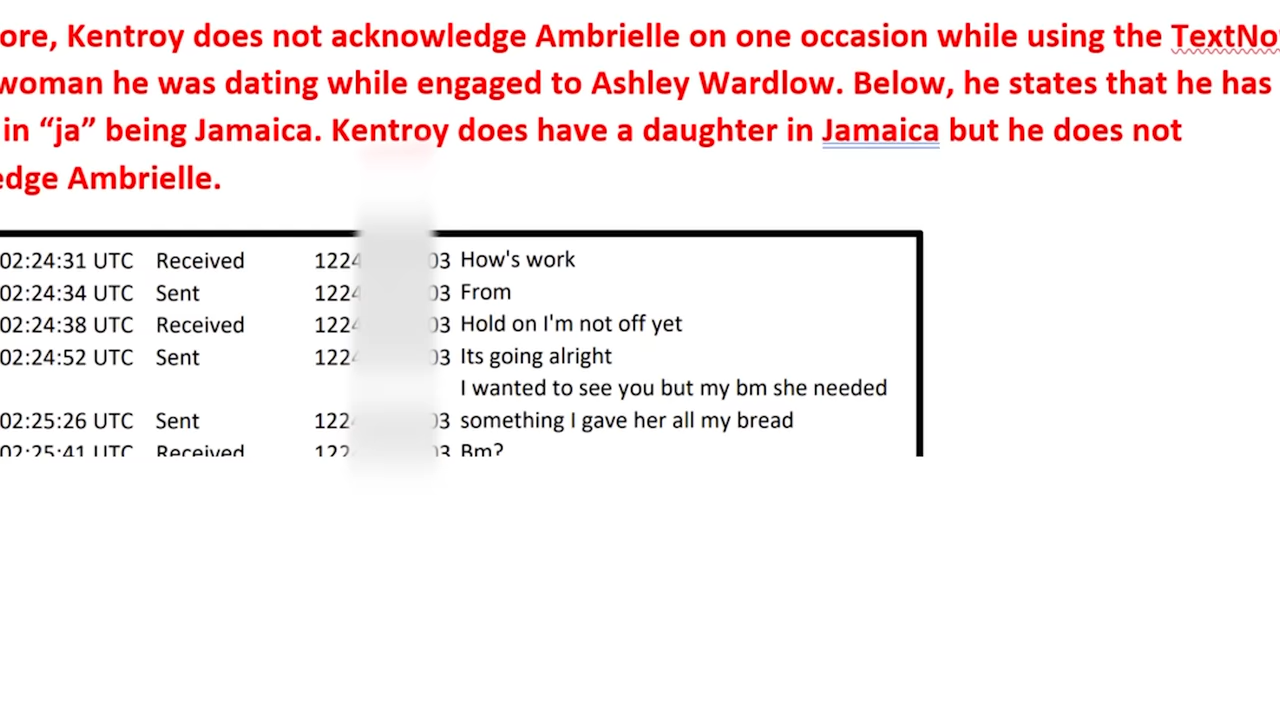 ore, Kentroy does not acknowledge Ambrielle on one occasion while using the TextNo
woman he was dating while engaged to Ashley Wardlow. Below, he states that he has
in “ja” being Jamaica. Kentroy does have a daughter in Jamaica but he does not
edge Ambrielle.
02:24:31 UTC Received 1224 03 How's work
02:24:34 UTC Sent 1224 03 From
02:24:38 UTC Received 1224 03 Hold on I'm not off yet
02:24:52 UTC Sent 122 03 Its going alright
I wanted to see you but my bm she needed
02:25:26 UTC Sent 122 03 something I gave her all my bread
02:25:41 UTC Received 122 03 Bm?